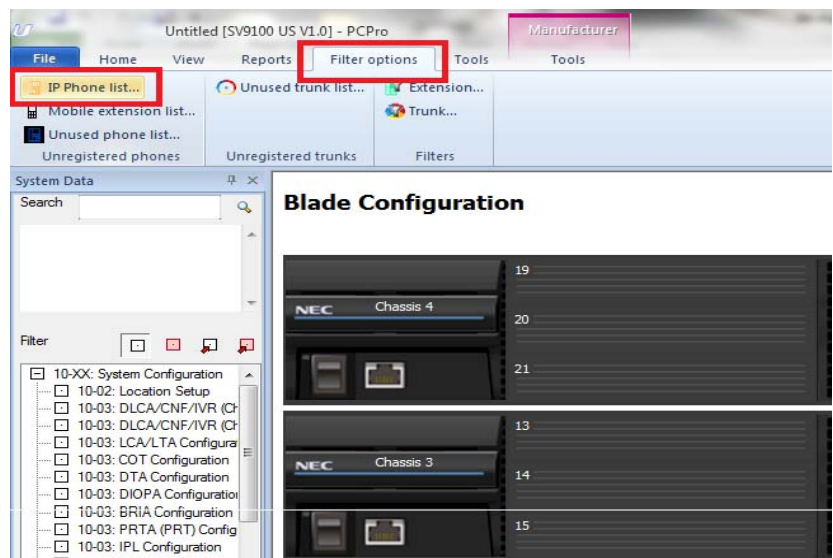 Untitled [SV9100 US V1.0] - PCPro
Manufacturer
File Home View Reports Filter options Tools Tools
IP Phone list...
Mobile extension list...
Unused phone list...
Unregistered phones
Unused trunk list...
Unregistered trunks
Extension...
Trunk...
Filters
System Data
Search
Filter
10-XX: System Configuration
10-02: Location Setup
10-03: DLCA/CNF/IVR (Ch
10-03: DLCA/CNF/IVR (Ch
10-03: LCA/LTA Configura
10-03: COT Configuration
10-03: DTA Configuration
10-03: DIOPA Configuration
10-03: BRIA Configuration
10-03: PRTA (PRT) Config
10-03: IPL Configuration
Blade Configuration
NEC Chassis 4
19
20
21
NEC Chassis 3
13
14
15